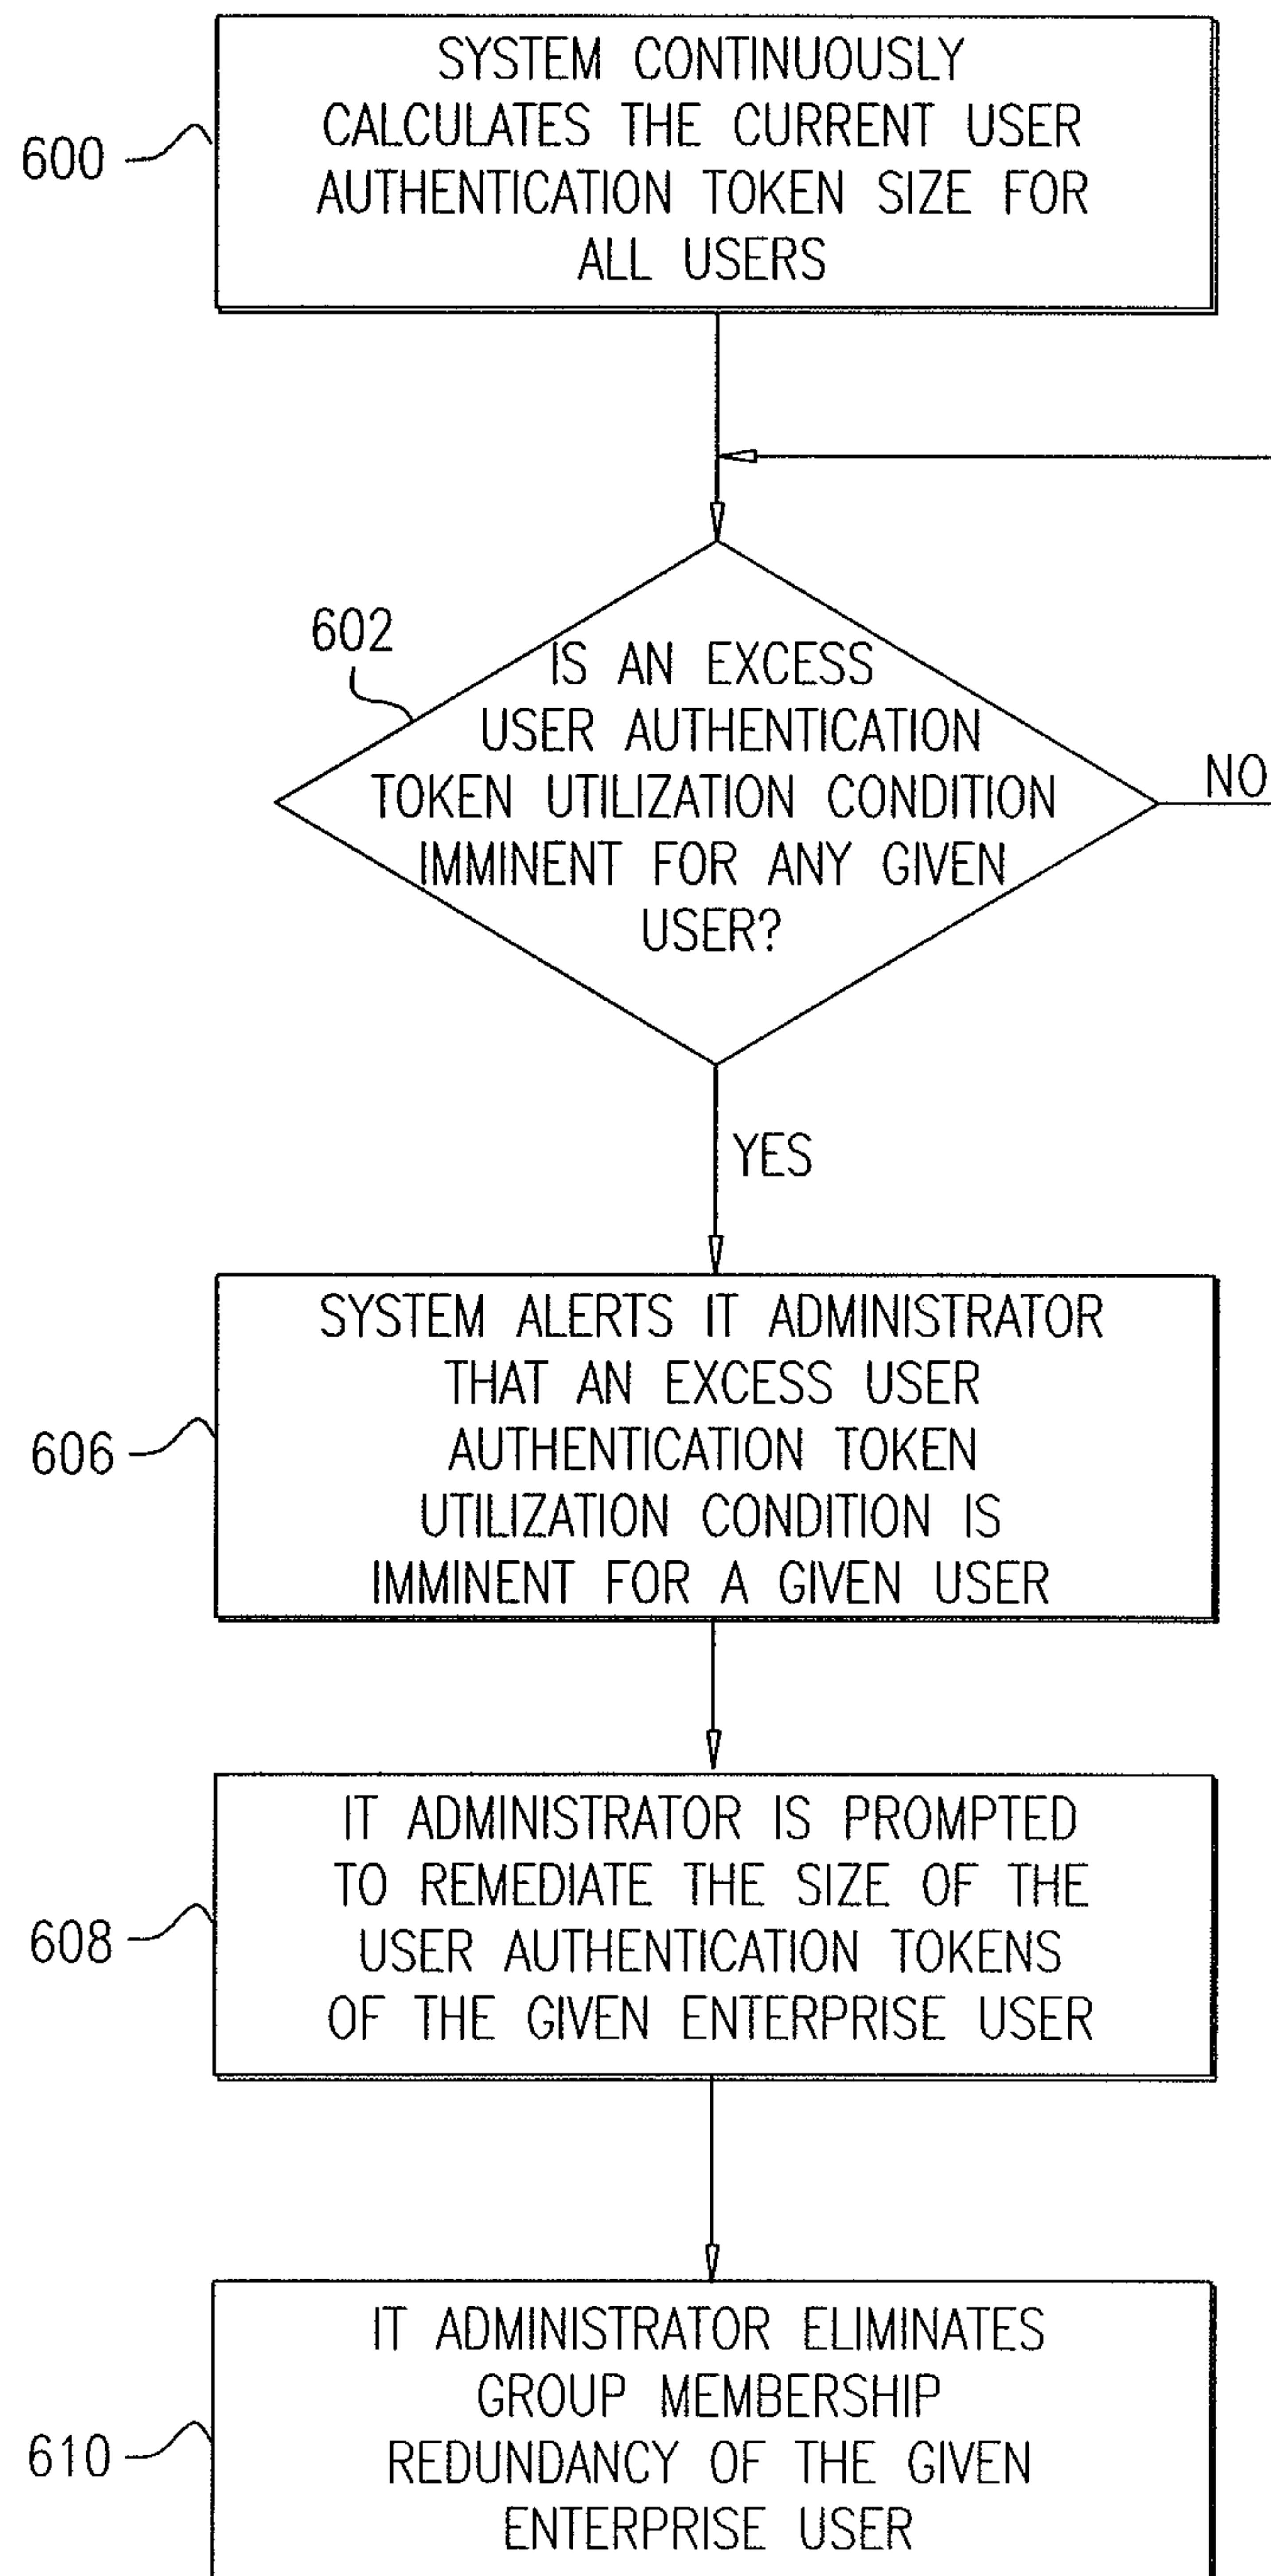 SYSTEM CONTINUOUSLY
CALCULATES THE CURRENT USER
AUTHENTICATION TOKEN SIZE FOR
ALL USERS
600
602
IS AN EXCESS
USER AUTHENTICATION
TOKEN UTILIZATION CONDITION
IMMINENT FOR ANY GIVEN
USER?
NO
YES
SYSTEM ALERTS IT ADMINISTRATOR
THAT AN EXCESS USER
AUTHENTICATION TOKEN
UTILIZATION CONDITION IS
IMMINENT FOR A GIVEN USER
606
IT ADMINISTRATOR IS PROMPTED
TO REMEDIATE THE SIZE OF THE
USER AUTHENTICATION TOKENS
OF THE GIVEN ENTERPRISE USER
608
IT ADMINISTRATOR ELIMINATES
GROUP MEMBERSHIP
REDUNDANCY OF THE GIVEN
ENTERPRISE USER
610